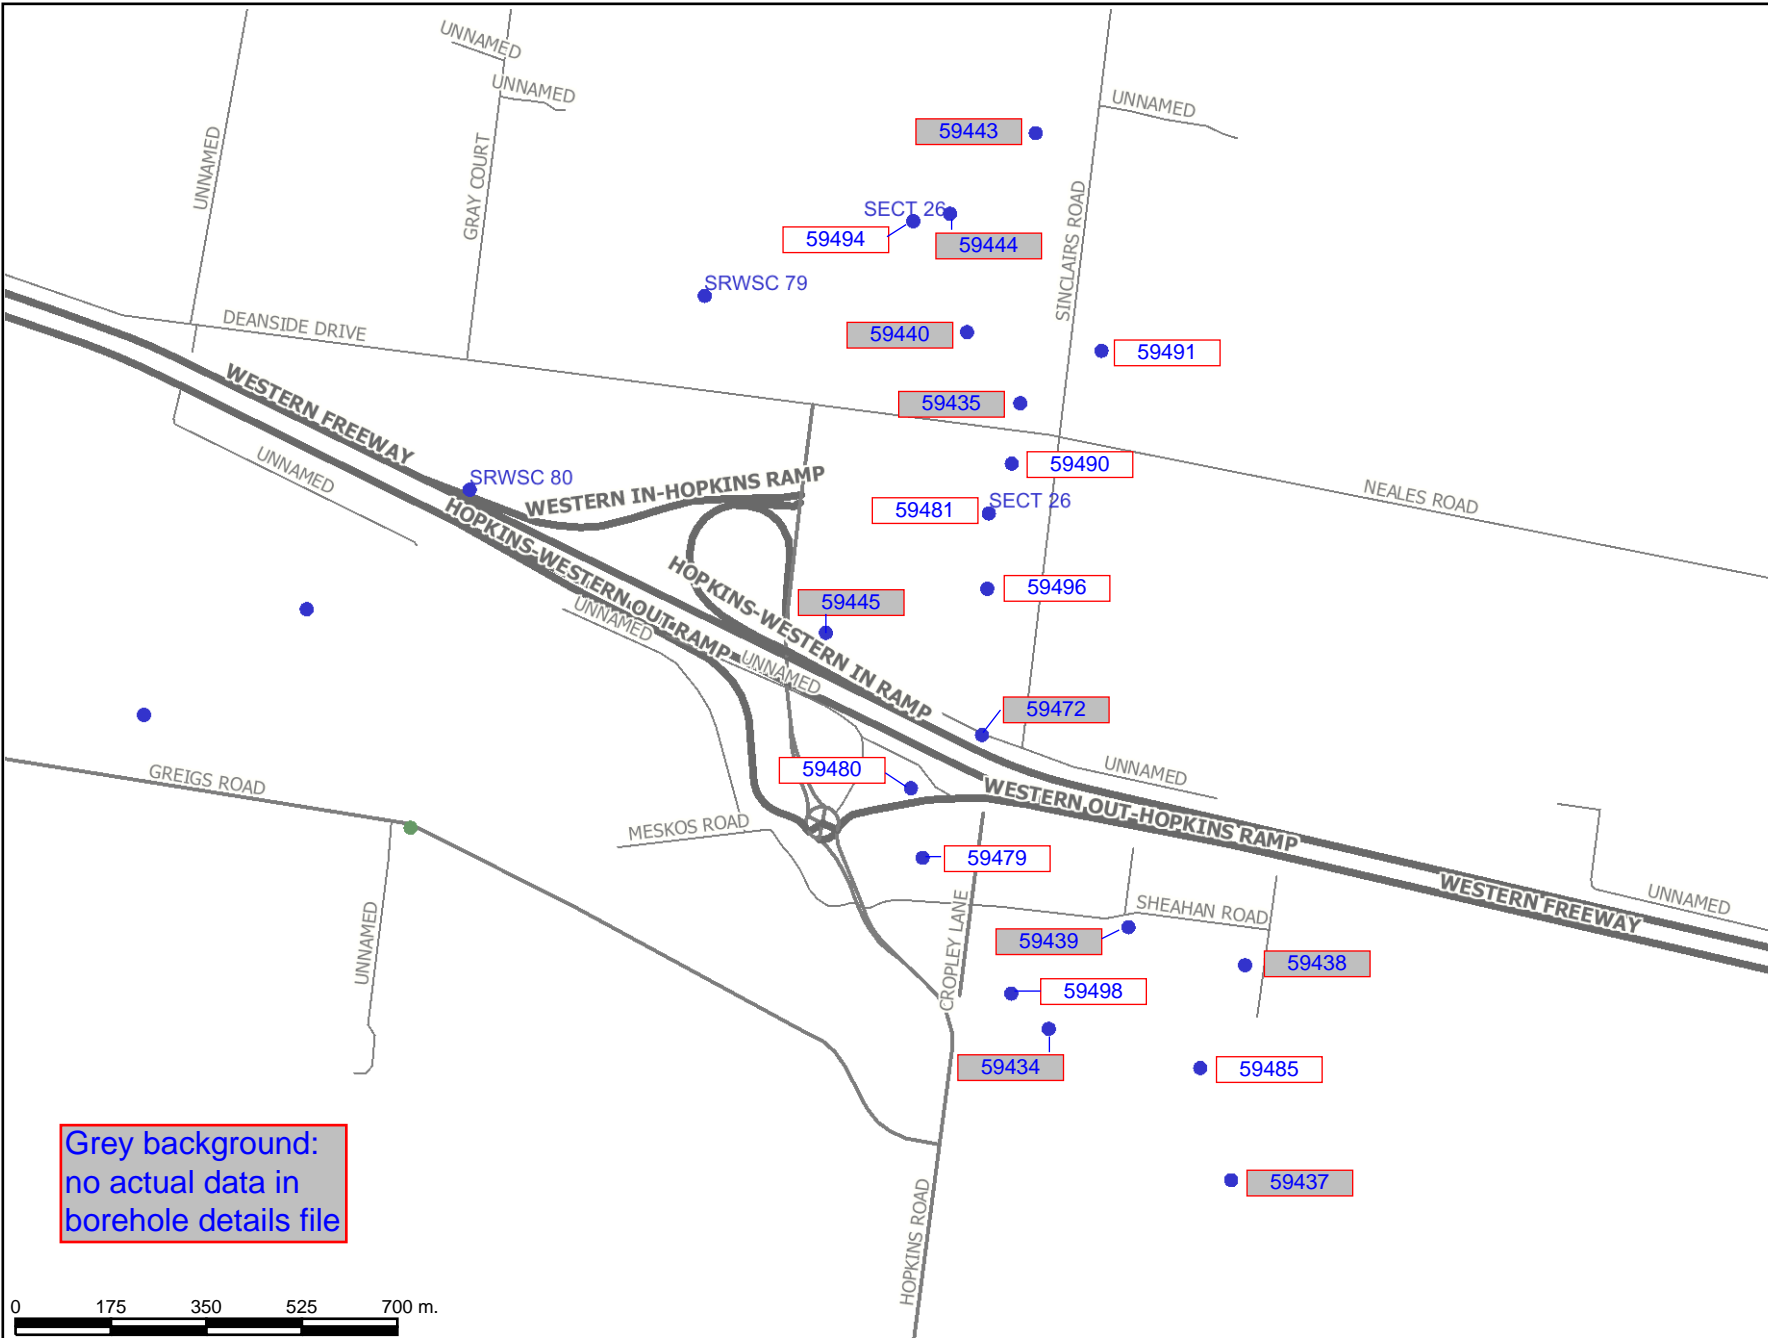 UNNAMED
UNNAMED
UNNAMED
59443
UNNAMED
GRAY COURT
SINCLAIRS ROAD
SECT 26
59494
59444
SRWSC 79
DEANSIDE DRIVE
59440
59491
WESTERN FREEWAY
59435
UNNAMED
SRWSC 80
WESTERN IN-HOPKINS RAMP
59490
NEALES ROAD
59481
SECT 26
HOPKINS-WESTERN OUT RAMP
HOPKINS-WESTERN IN RAMP
59496
59445
UNNAMED
UNNAMED
59472
GREIGS ROAD
59480
UNNAMED
WESTERN OUT-HOPKINS RAMP
MESKOS ROAD
59479
WESTERN FREEWAY
UNNAMED
UNNAMED
CROPLEY LANE
SHEAHAN ROAD
59439
59438
59498
59434
59485
Grey background:
no actual data in
borehole details file
59437
HOPKINS ROAD
0 175 350 525 700 m.